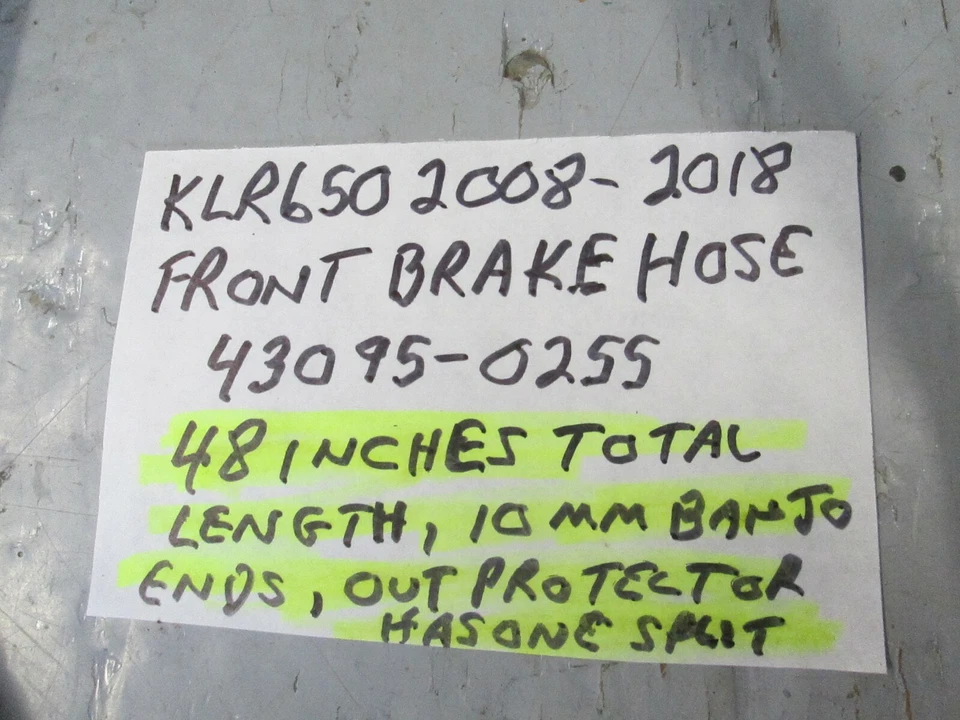 KLR650 2008-2018
FRONT BRAKE HOSE
43095-0255
48 INCHES TOTAL
LENGTH, 10 MM BANJO
ENDS, OUT PROTECTOR
HAS ONE SPLIT